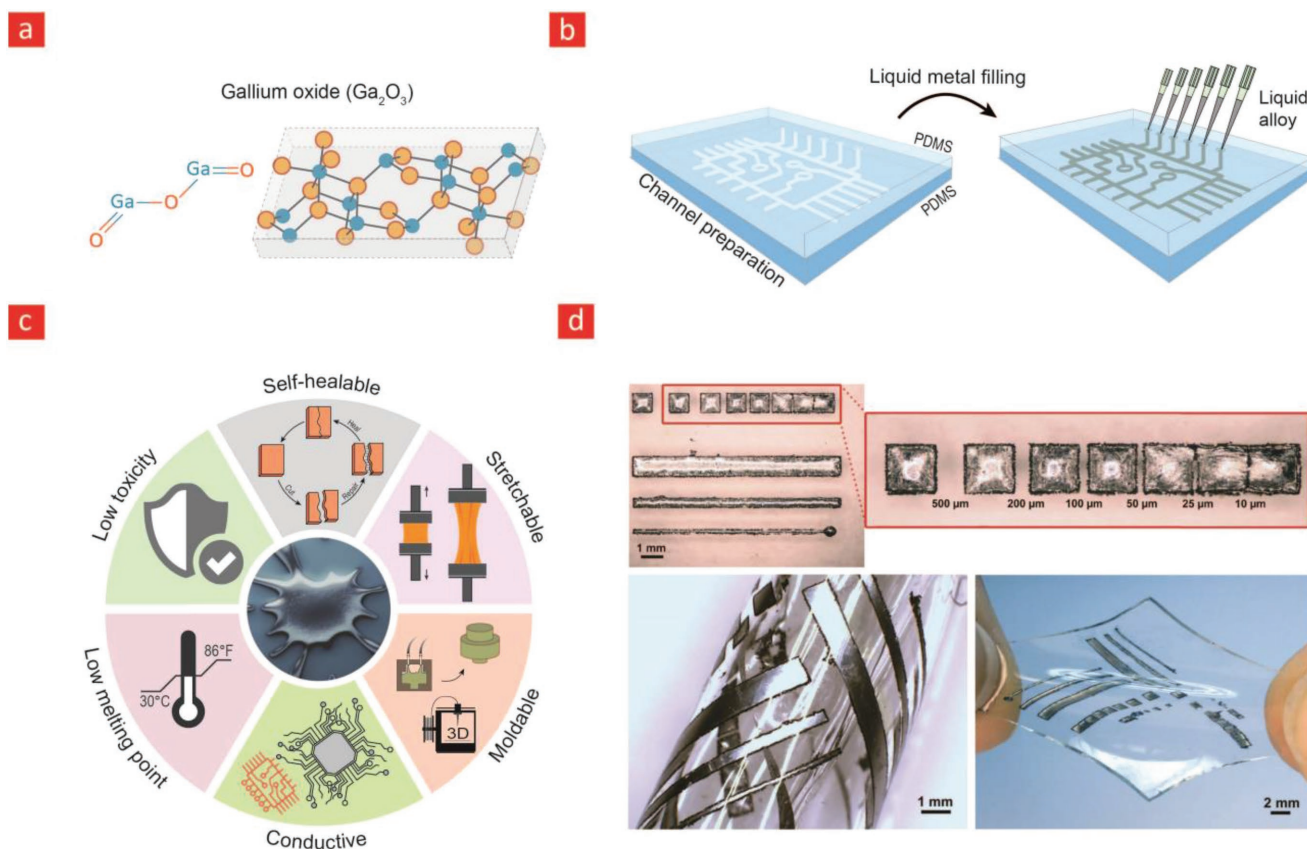 a
Gallium oxide (Ga₂O₃)
Ga=O
Ga—O
O
b
Liquid metal filling
Liquid
alloy
PDMS
PDMS
Channel preparation
c
Self-healable
Heal
Repair
Cut
Stretchable
Moldable
3D
Conductive
Low melting point
86°F
30°C
Low toxicity
d
500 µm
200 µm
100 µm
50 µm
25 µm
10 µm
1 mm
1 mm
2 mm